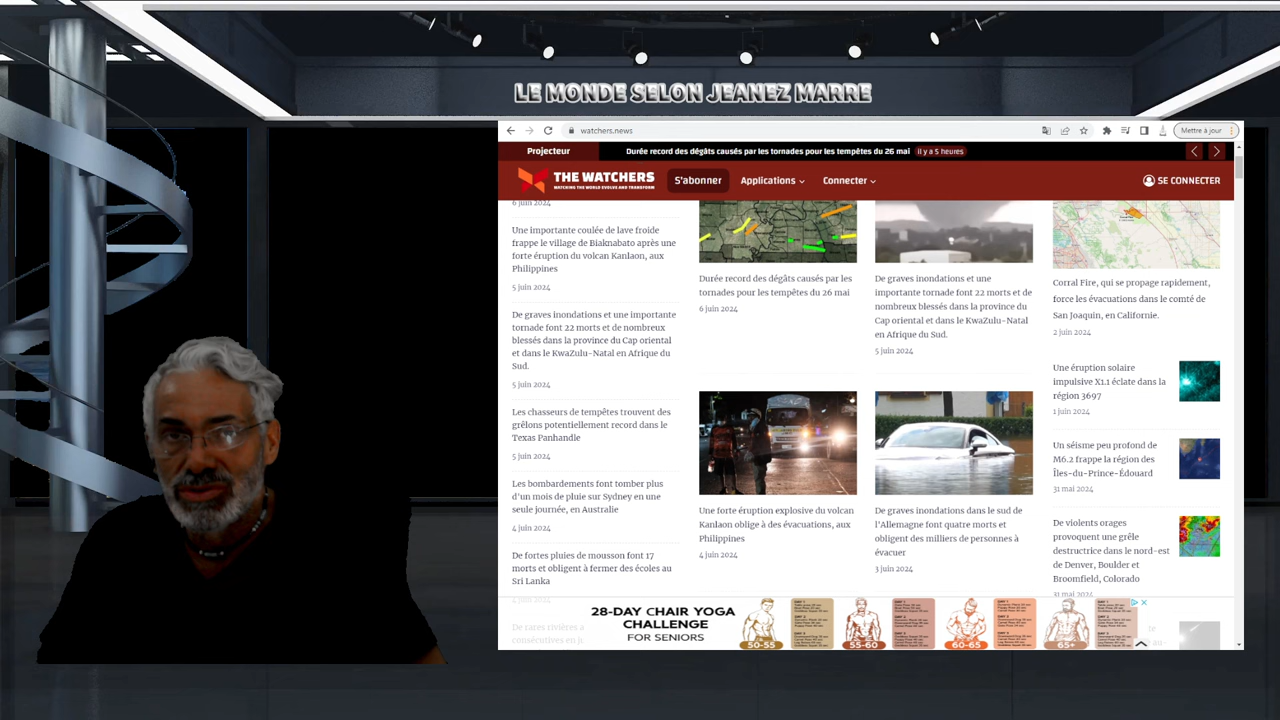 LE MONDE SELON JEANEZ MARRE
watchers.news
Mettre à jour
Projecteur
Durée record des dégâts causés par les tornades pour les tempêtes du 26 mai
il y a 5 heures
THE WATCHERS
WATCHING THE WORLD EVOLVE AND TRANSFORM
S'abonner
Applications
Connecter
SE CONNECTER
6 juin 2024
Une importante coulée de lave froide
frappe le village de Biaknabato après une
forte éruption du volcan Kanlaon, aux
Philippines
5 juin 2024
De graves inondations et une importante
tornade font 22 morts et de nombreux
blessés dans la province du Cap oriental
et dans le KwaZulu-Natal en Afrique du
Sud.
5 juin 2024
Les chasseurs de tempêtes trouvent des
grêlons potentiellement record dans le
Texas Panhandle
5 juin 2024
Les bombardements font tomber plus
d'un mois de pluie sur Sydney en une
seule journée, en Australie
4 juin 2024
De fortes pluies de mousson font 17
morts et obligent à fermer des écoles au
Sri Lanka
4 juin 2024
De rares rivières a
consécutives en
Durée record des dégâts causés par les
tornades pour les tempêtes du 26 mai
6 juin 2024
De graves inondations et une
importante tornade font 22 morts et de
nombreux blessés dans la province du
Cap oriental et dans le KwaZulu-Natal
en Afrique du Sud.
5 juin 2024
Une forte éruption explosive du volcan
Kanlaon oblige à des évacuations, aux
Philippines
4 juin 2024
De graves inondations dans le sud de
l'Allemagne font quatre morts et
obligent des milliers de personnes à
évacuer
3 juin 2024
Corral Fire, qui se propage rapidement,
force les évacuations dans le comté de
San Joaquin, en Californie.
2 juin 2024
Une éruption solaire
impulsive X1.1 éclate dans la
région 3697
1 juin 2024
Un séisme peu profond de
M6.2 frappe la région des
Îles-du-Prince-Édouard
31 mai 2024
De violents orages
provoquent une grêle
destructrice dans le nord-est
de Denver, Boulder et
Broomfield, Colorado
31 mai 2024
28-DAY CHAIR YOGA
CHALLENGE
FOR SENIORS
50-55
55-60
60-65
65+